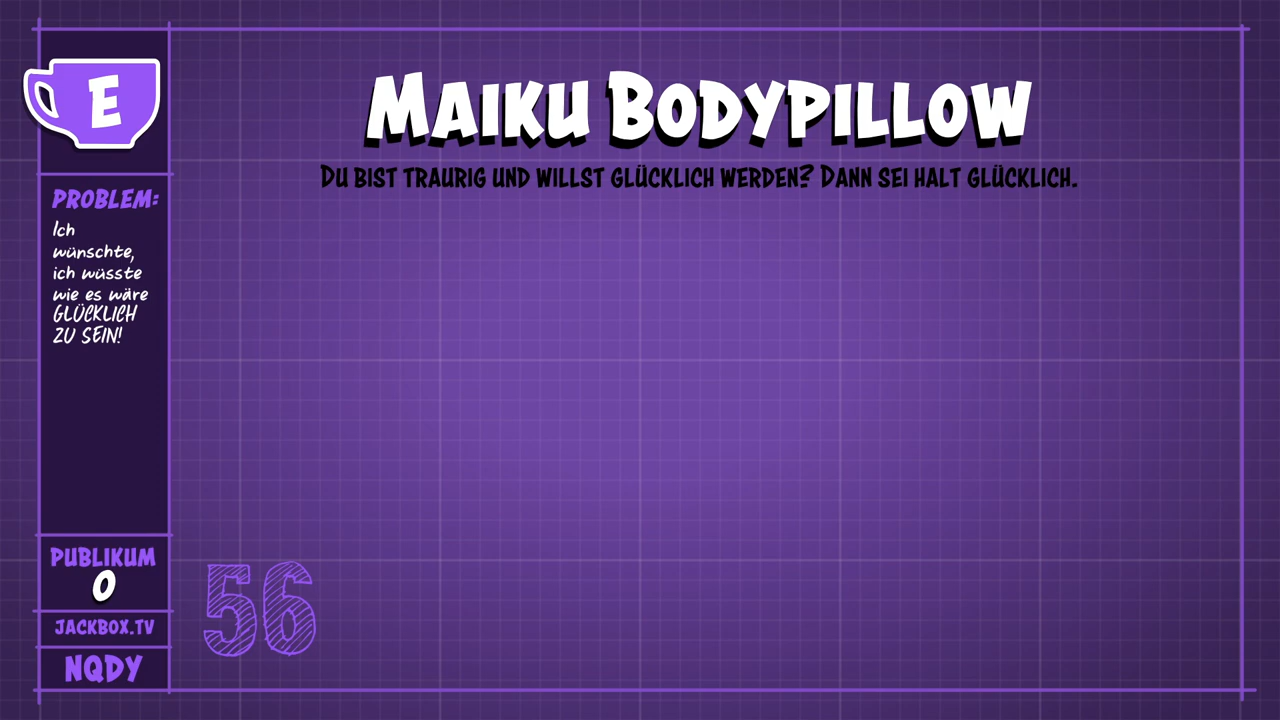 E
MAIKU BODYPILLOW
DU BIST TRAURIG UND WILLST GLÜCKLICH WERDEN? DANN SEI HALT GLÜCKLICH.
PROBLEM:
Ich
wünschte,
ich wüsste
wie es wäre
GLÜCKLICH
ZU SEIN!
PUBLIKUM
0
JACKBOX.TV
NQDY
56